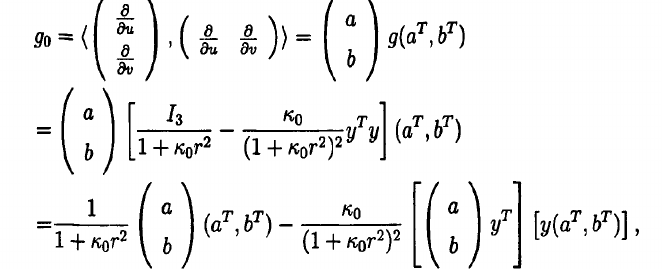 $g_0 = \langle \begin{pmatrix} \frac{\partial}{\partial u} \\ \frac{\partial}{\partial v} \end{pmatrix}, \begin{pmatrix} \frac{\partial}{\partial u} & \frac{\partial}{\partial v} \end{pmatrix} \rangle = \begin{pmatrix} a \\ b \end{pmatrix} g(a^T, b^T)$
$= \begin{pmatrix} a \\ b \end{pmatrix} \left[ \frac{I_3}{1 + \kappa_0 r^2} - \frac{\kappa_0}{(1 + \kappa_0 r^2)^2} y^T y \right] (a^T, b^T)$
$= \frac{1}{1 + \kappa_0 r^2} \begin{pmatrix} a \\ b \end{pmatrix} (a^T, b^T) - \frac{\kappa_0}{(1 + \kappa_0 r^2)^2} \left[ \begin{pmatrix} a \\ b \end{pmatrix} y^T \right] \left[ y(a^T, b^T) \right],$